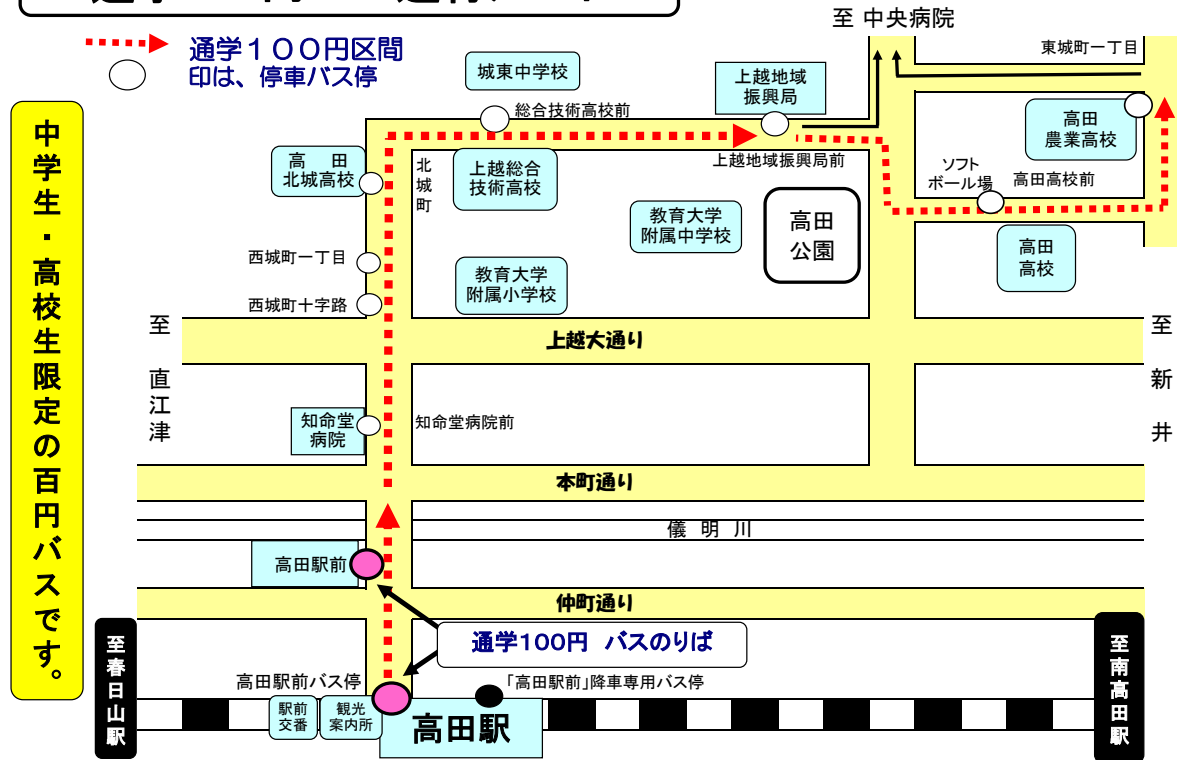 至 中央病院
通学１００円区間
印は、停車バス停
東城町一丁目
城東中学校
上越地域
振興局
総合技術高校前
高田
農業高校
中学生・高校生限定の百円バスです。
高　田
北城高校
北城町
上越総合
技術高校
上越地域振興局前
ソフト
ボール場
高田高校前
教育大学
附属中学校
高田
公園
高田
高校
西城町一丁目
教育大学
附属小学校
西城町十字路
至 直江津
上越大通り
至 新井
知命堂
病院
知命堂病院前
本町通り
儀明川
高田駅前
仲町通り
通学100円 バスのりば
至春日山駅
至南高田駅
高田駅前バス停
「高田駅前」降車専用バス停
駅前
交番
観光
案内所
高田駅